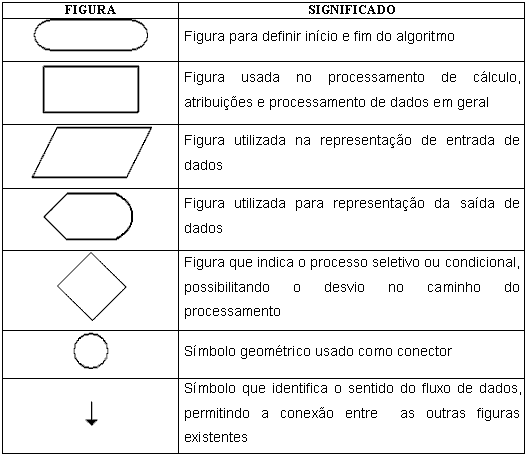 FIGURA
SIGNIFICADO
Figura para definir início e fim do algoritmo
Figura usada no processamento de cálculo,
atribuições e processamento de dados em geral
Figura utilizada na representação de entrada de
dados
Figura utilizada para representação da saída de
dados
Figura que indica o processo seletivo ou condicional,
possibilitando o desvio no caminho do
processamento
Símbolo geométrico usado como conector
Símbolo que identifica o sentido do fluxo de dados,
permitindo a conexão entre as outras figuras
existentes